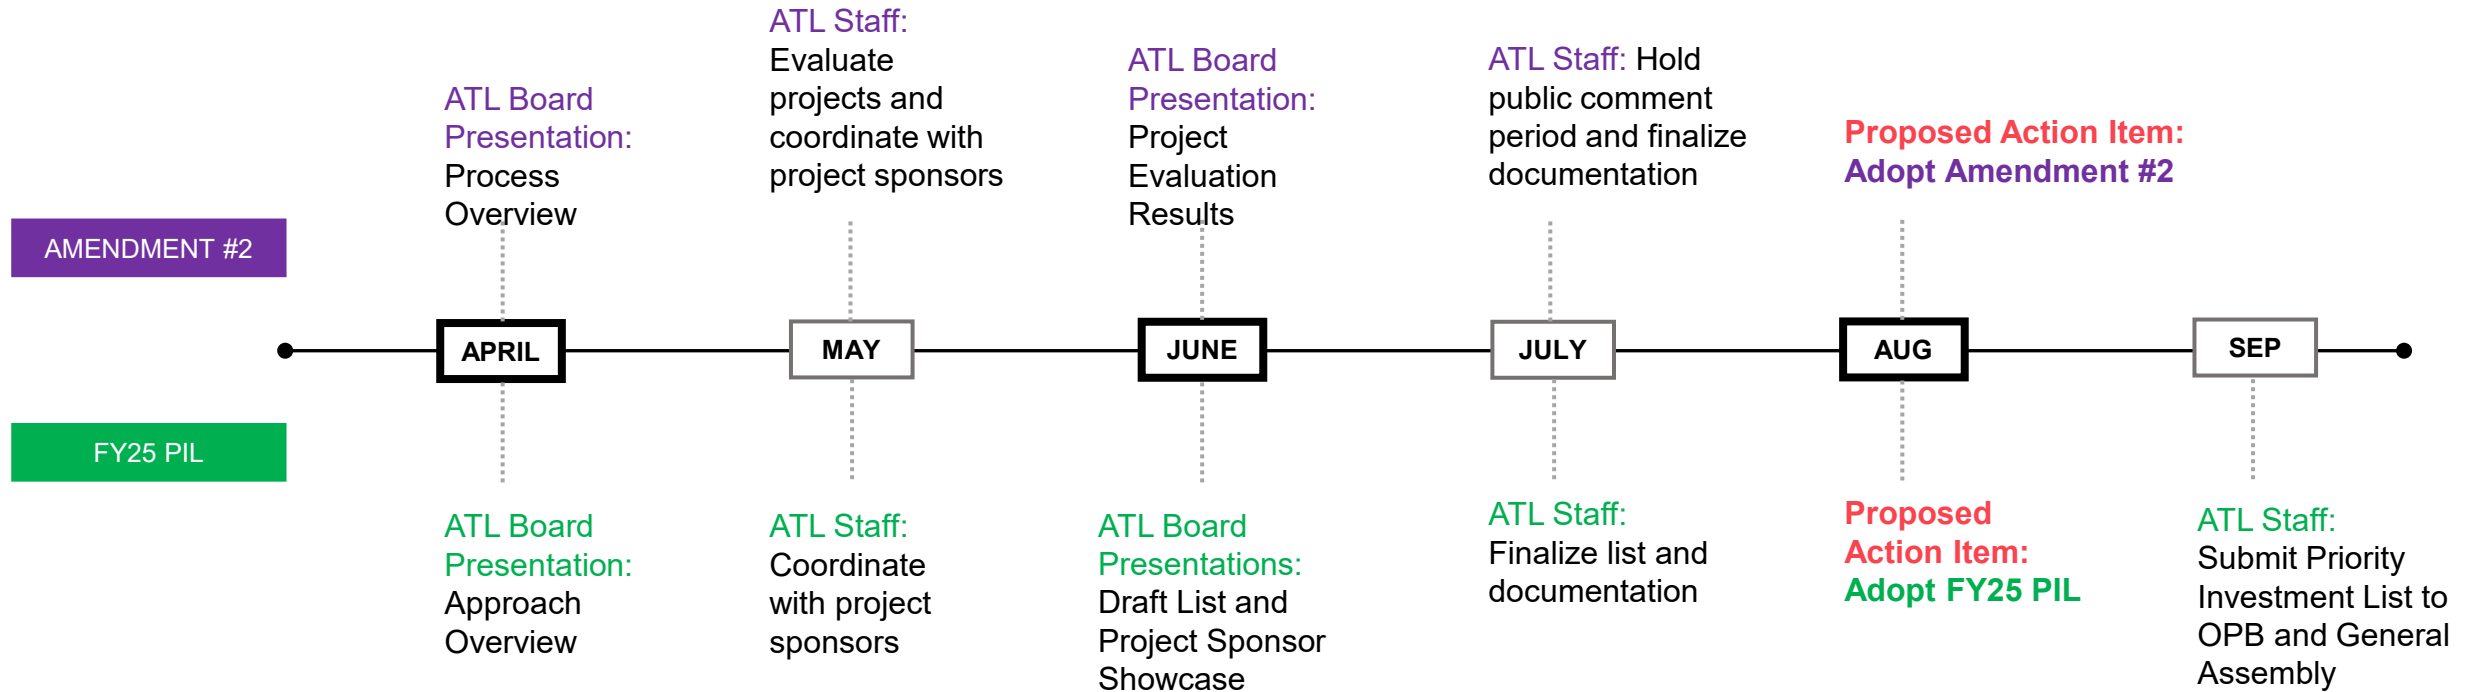 ATL Board
Presentation:
Process
Overview
ATL Staff:
Evaluate
projects and
coordinate with
project sponsors
ATL Board
Presentation:
Project
Evaluation
Results
ATL Staff: Hold
public comment
period and finalize
documentation
Proposed Action Item:
Adopt Amendment #2
AMENDMENT #2
APRIL
MAY
JUNE
JULY
AUG
SEP
FY25 PIL
ATL Board
Presentation:
Approach
Overview
ATL Staff:
Coordinate
with project
sponsors
ATL Board
Presentations:
Draft List and
Project Sponsor
Showcase
ATL Staff:
Finalize list and
documentation
Proposed
Action Item:
Adopt FY25 PIL
ATL Staff:
Submit Priority
Investment List to
OPB and General
Assembly